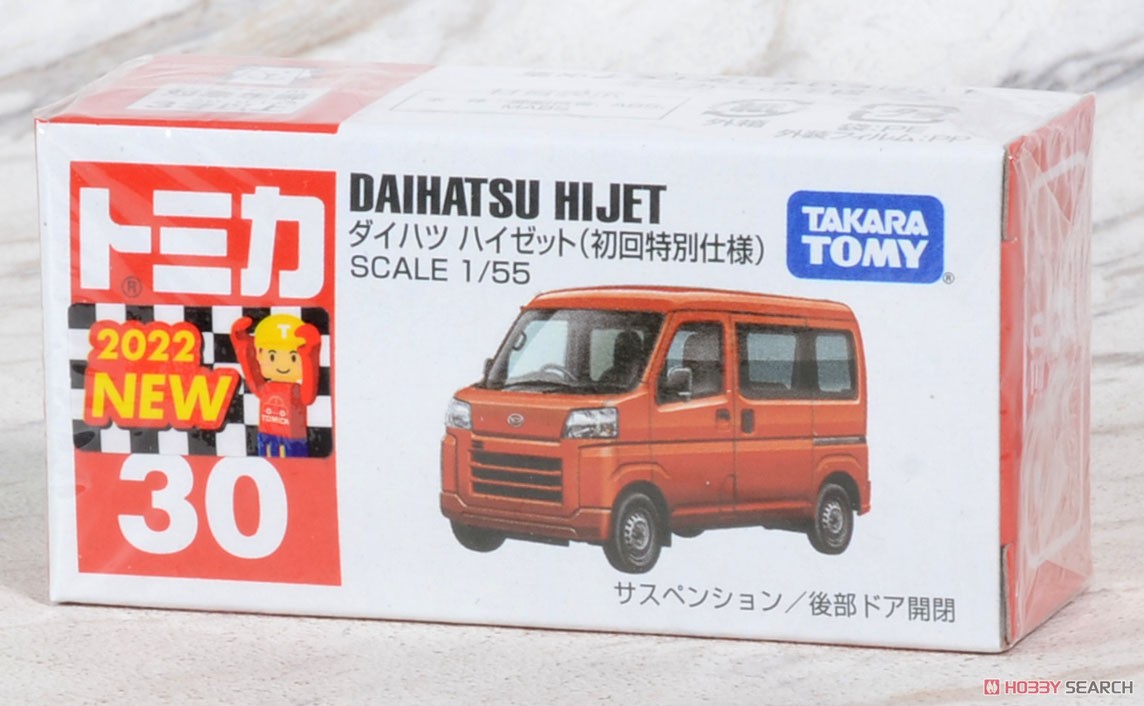 トミカ
®
2022
NEW
T
TOMICA
30
DAIHATSU HIJET
ダイハツ ハイゼット(初回特別仕様)
SCALE 1/55
TAKARA
TOMY
®
サスペンション/後部ドア開閉
HOBBY SEARCH